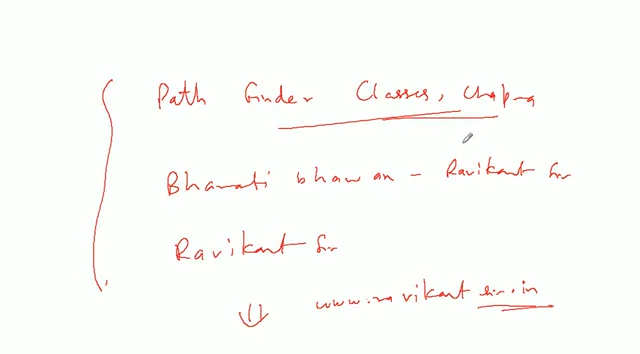 Path Finder Classes, Chapra
Bharati bhawan - Ravikant Sir
Ravikant Sir
www.ravikantsir.in